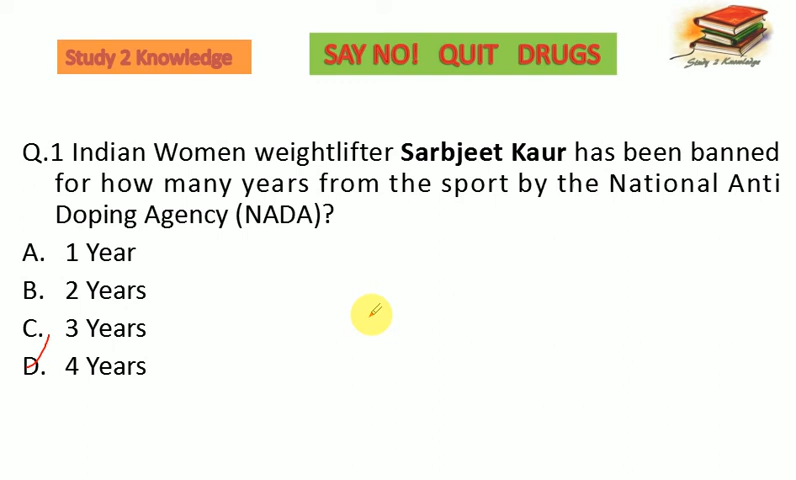 Study 2 Knowledge
SAY NO! QUIT DRUGS
Study 2 Knowledge
Q.1 Indian Women weightlifter Sarbjeet Kaur has been banned
for how many years from the sport by the National Anti
Doping Agency (NADA)?
A. 1 Year
B. 2 Years
C. 3 Years
D. 4 Years